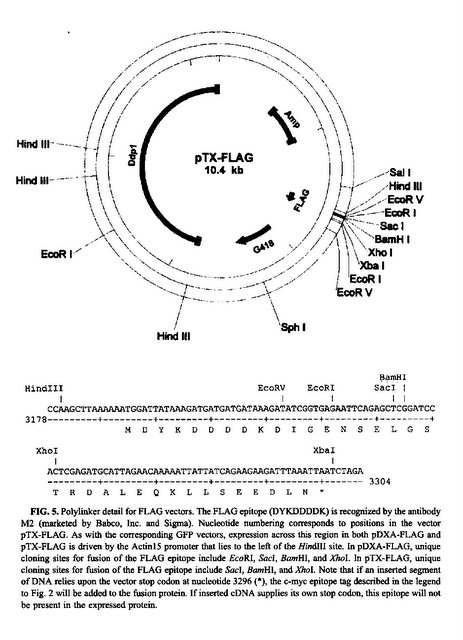 Hind III
Hind III
EcoR I
Hind III
Sph I
Ddp1
Amp
pTX-FLAG
10.4 kb
FLAG
G418
Sal I
Hind III
EcoR V
EcoR I
Sac I
BamH I
Xho I
Xba I
EcoR I
EcoR V
BamHI
HindIII EcoRV EcoRI SacI
CCAAGCTTAAAAAATGGATTATAAAGATGATGATGATAAAGATATCGGTGAGAATTCAGAGCTCGGATCC
3178
M D Y K D D D D K D I G E N S E L G S
XhoI XbaI
ACTCGAGATGCATTAGAACAAAAATTATTATCAGAAGAAGATTTAAATTAATCTAGA
3304
T R D A L E Q K L L S E E D L N *
FIG. 5. Polylinker detail for FLAG vectors. The FLAG epitope (DYKDDDDK) is recognized by the antibody
M2 (marketed by Babco, Inc. and Sigma). Nucleotide numbering corresponds to positions in the vector
pTX-FLAG. As with the corresponding GFP vectors, expression across this region in both pDXA-FLAG and
pTX-FLAG is driven by the Actin15 promoter that lies to the left of the HindIII site. In pDXA-FLAG, unique
cloning sites for fusion of the FLAG epitope include EcoRI, SacI, BamHI, and XhoI. In pTX-FLAG, unique
cloning sites for fusion of the FLAG epitope include SacI, BamHI, and XhoI. Note that if an inserted segment
of DNA relies upon the vector stop codon at nucleotide 3296 (*), the c-myc epitope tag described in the legend
to Fig. 2 will be added to the fusion protein. If inserted cDNA supplies its own stop codon, this epitope will not
be present in the expressed protein.